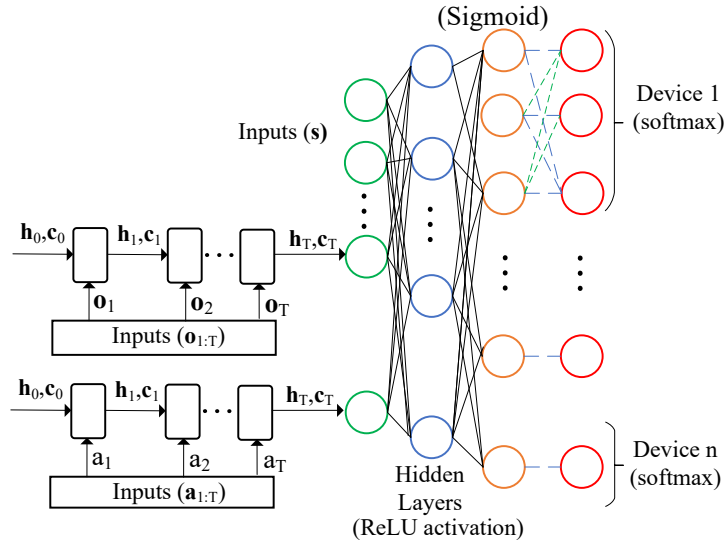 (Sigmoid)
Device 1
(softmax)
Inputs (s)
h0,c0
h1,c1
hT,cT
o1
o2
oT
Inputs (o1:T)
h0,c0
h1,c1
hT,cT
a1
a2
aT
Inputs (a1:T)
Hidden
Layers
(ReLU activation)
Device n
(softmax)